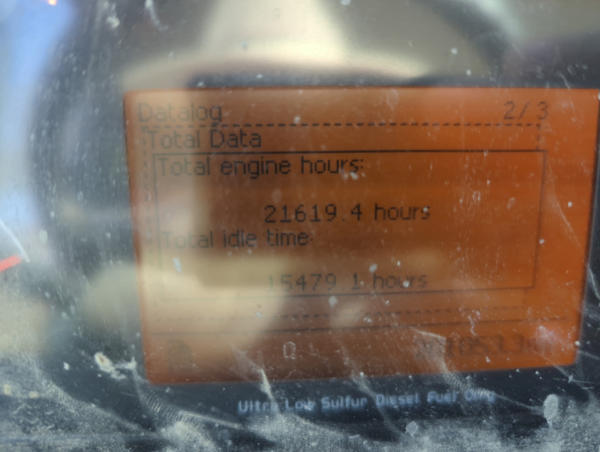 Datalog 2/3
Total Data
Total engine hours:
21619.4 hours
Total idle time:
15479.1 hours
Ultra Low Sulfur Diesel Fuel Only